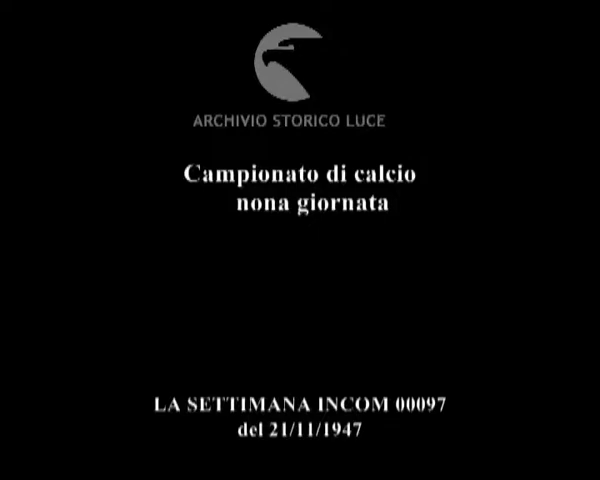 ARCHIVIO STORICO LUCE
Campionato di calcio
nona giornata
LA SETTIMANA INCOM 00097
del 21/11/1947